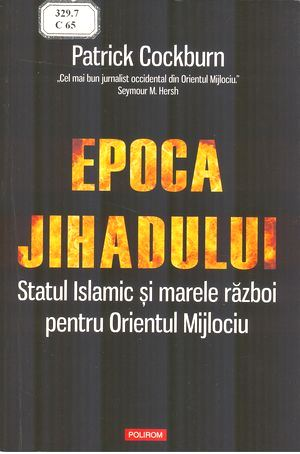 329.7
C 65
Patrick Cockburn
„Cel mai bun jurnalist occidental din Orientul Mijlociu.”
Seymour M. Hersh
EPOCA
JIHADULUI
Statul Islamic și marele război
pentru Orientul Mijlociu
POLIROM